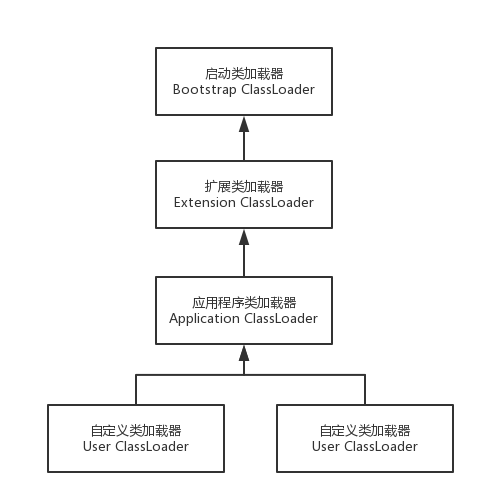 启动类加载器
Bootstrap ClassLoader
扩展类加载器
Extension ClassLoader
应用程序类加载器
Application ClassLoader
自定义类加载器
User ClassLoader
自定义类加载器
User ClassLoader